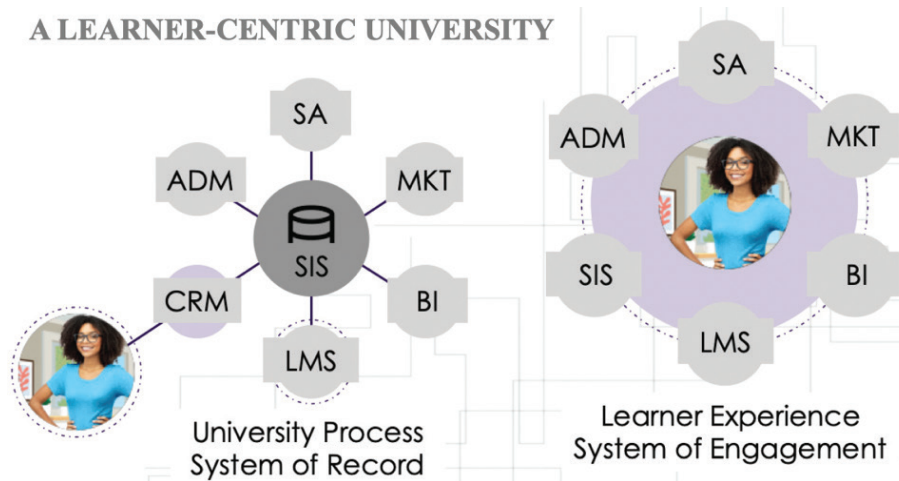 A LEARNER-CENTRIC UNIVERSITY
SA
ADM
MKT
SIS
CRM
BI
LMS
University Process
System of Record
SA
ADM
MKT
SIS
BI
LMS
Learner Experience
System of Engagement